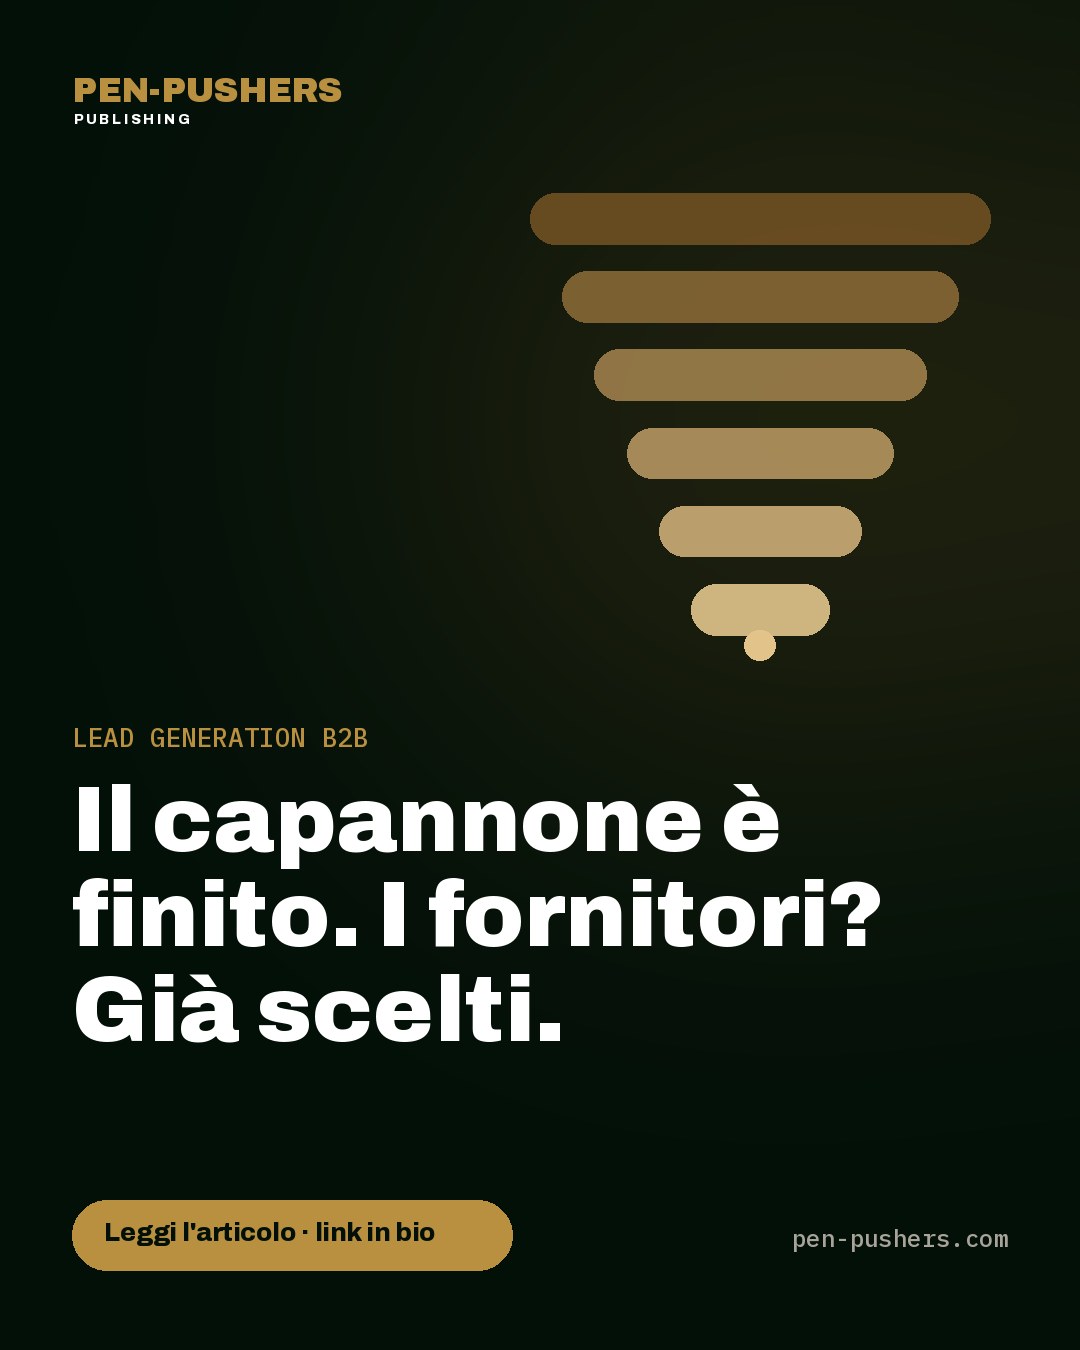 PEN-PUSHERS
PUBLISHING
LEAD GENERATION B2B
Il capannone è
finito. I fornitori?
Già scelti.
Leggi l'articolo · link in bio
pen-pushers.com